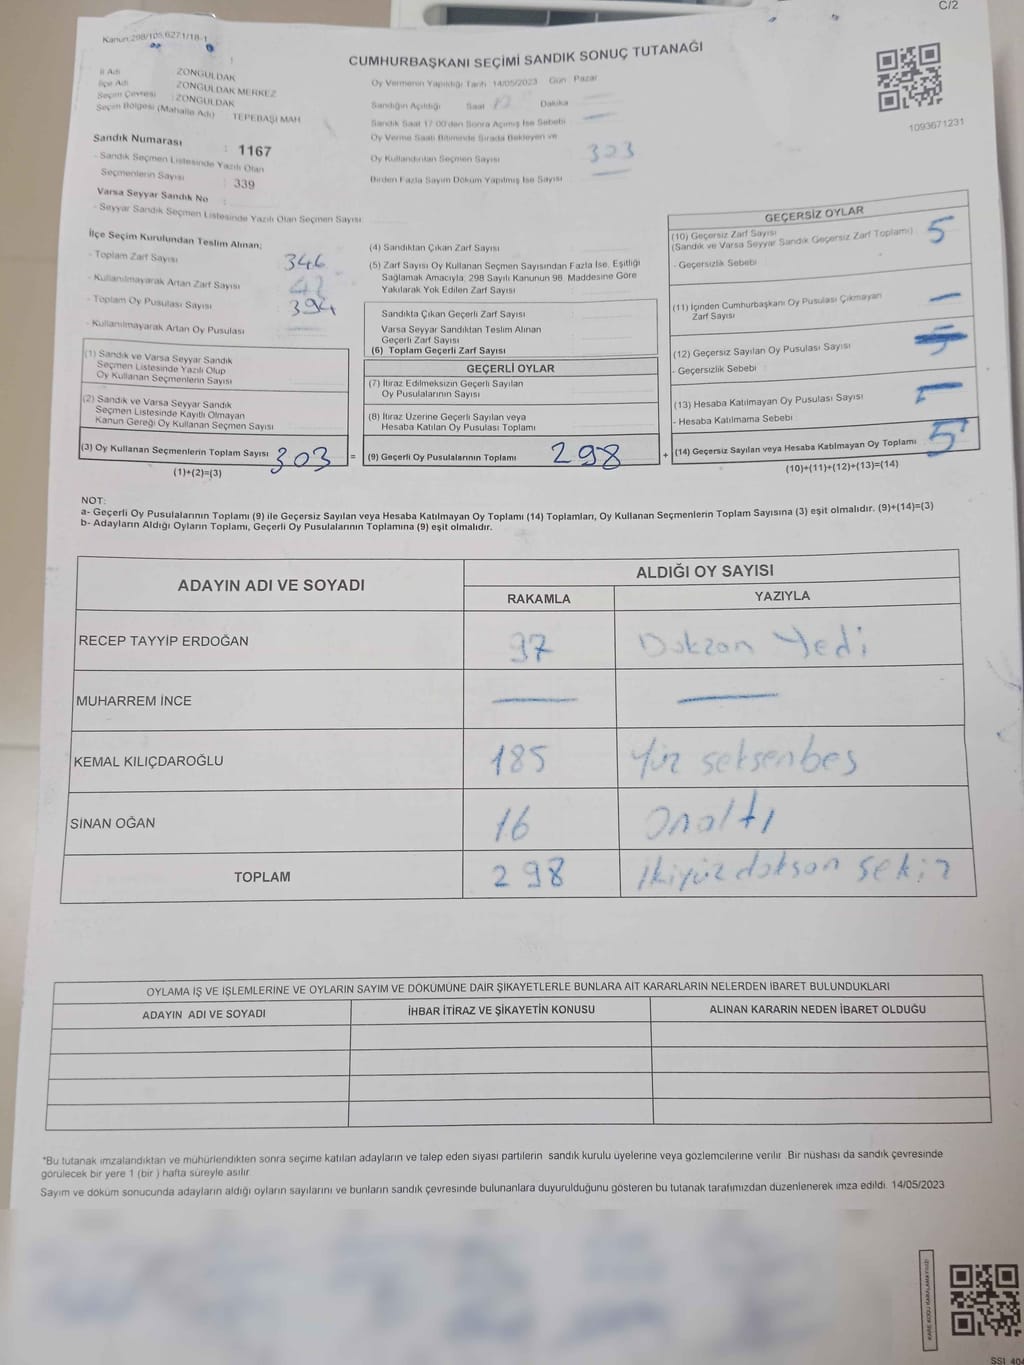 C/2
Kanun:298/105,6271/18-1
CUMHURBAŞKANI SEÇİMİ SANDIK SONUÇ TUTANAĞI
İl Adı ZONGULDAK
İlçe Adı ZONGULDAK MERKEZ
Seçim Çevresi : ZONGULDAK
Seçim Bölgesi (Mahalle Adı) : TEPEBAŞI MAH
Sandık Numarası : 1167
- Sandık Seçmen Listesinde Yazılı Olan
Seçmenlerin Sayısı : 339
Varsa Seyyar Sandık No :
- Seyyar Sandık Seçmen Listesinde Yazılı Olan Seçmen Sayısı
Oy Vermenin Yapıldığı Tarih 14/05/2023 Gün Pazar
Sandığın Açıldığı Saat Dakika
Sandık Saat 17:00'den Sonra Açılmış İse Sebebi
Oy Verme Saati Bitiminde Sırada Bekleyen ve
Oy Kullandırılan Seçmen Sayısı 303
Birden Fazla Sayım Döküm Yapılmış İse Sayısı
1093671231
İlçe Seçim Kurulundan Teslim Alınan;
- Toplam Zarf Sayısı 346
- Kullanılmayarak Artan Zarf Sayısı
- Toplam Oy Pusulası Sayısı 394
- Kullanılmayarak Artan Oy Pusulası
(1) Sandık ve Varsa Seyyar Sandık
Seçmen Listesinde Yazılı Olup
Oy Kullanan Seçmenlerin Sayısı
(2) Sandık ve Varsa Seyyar Sandık
Seçmen Listesinde Kayıtlı Olmayan
Kanun Gereği Oy Kullanan Seçmen Sayısı
(3) Oy Kullanan Seçmenlerin Toplam Sayısı 303
(1)+(2)=(3)
(4) Sandıktan Çıkan Zarf Sayısı
(5) Zarf Sayısı Oy Kullanan Seçmen Sayısından Fazla İse, Eşitliği
Sağlamak Amacıyla; 298 Sayılı Kanunun 98. Maddesine Göre
Yakılarak Yok Edilen Zarf Sayısı
Sandıkta Çıkan Geçerli Zarf Sayısı
Varsa Seyyar Sandıktan Teslim Alınan
Geçerli Zarf Sayısı
(6) Toplam Geçerli Zarf Sayısı
GEÇERLİ OYLAR
(7) İtiraz Edilmeksizin Geçerli Sayılan
Oy Pusulalarının Sayısı
(8) İtiraz Üzerine Geçerli Sayılan veya
Hesaba Katılan Oy Pusulası Toplamı
= (9) Geçerli Oy Pusulalarının Toplamı 298
GEÇERSİZ OYLAR
(10) Geçersiz Zarf Sayısı 5
(Sandık ve Varsa Seyyar Sandık Geçersiz Zarf Toplamı)
- Geçersizlik Sebebi
(11) İçinden Cumhurbaşkanı Oy Pusulası Çıkmayan
Zarf Sayısı
(12) Geçersiz Sayılan Oy Pusulası Sayısı
- Geçersizlik Sebebi
(13) Hesaba Katılmayan Oy Pusulası Sayısı
- Hesaba Katılmama Sebebi
+ (14) Geçersiz Sayılan veya Hesaba Katılmayan Oy Toplamı 5
(10)+(11)+(12)+(13)=(14)
NOT:
a- Geçerli Oy Pusulalarının Toplamı (9) ile Geçersiz Sayılan veya Hesaba Katılmayan Oy Toplamı (14) Toplamları, Oy Kullanan Seçmenlerin Toplam Sayısına (3) eşit olmalıdır. (9)+(14)=(3)
b- Adayların Aldığı Oyların Toplamı, Geçerli Oy Pusulalarının Toplamına (9) eşit olmalıdır.
ADAYIN ADI VE SOYADI ALDIĞI OY SAYISI
RAKAMLA YAZIYLA
RECEP TAYYİP ERDOĞAN 97 Doksan Yedi
MUHARREM İNCE
KEMAL KILIÇDAROĞLU 185 Yüz seksenbeş
SİNAN OĞAN 16 Onaltı
TOPLAM 298 İkiyüz doksan sekiz
OYLAMA İŞ VE İŞLEMLERİNE VE OYLARIN SAYIM VE DÖKÜMÜNE DAİR ŞİKAYETLERLE BUNLARA AİT KARARLARIN NELERDEN İBARET BULUNDUKLARI
ADAYIN ADI VE SOYADI İHBAR İTİRAZ VE ŞİKAYETİN KONUSU ALINAN KARARIN NEDEN İBARET OLDUĞU
*Bu tutanak imzalandıktan ve mühürlendikten sonra seçime katılan adayların ve talep eden siyasi partilerin sandık kurulu üyelerine veya gözlemcilerine verilir. Bir nüshası da sandık çevresinde
görülecek bir yere 1 (bir ) hafta süreyle asılır.
Sayım ve döküm sonucunda adayların aldığı oyların sayılarını ve bunların sandık çevresinde bulunanlara duyurulduğunu gösteren bu tutanak tarafımızdan düzenlenerek imza edildi. 14/05/2023
KARE KODU KARALAMAYINIZ!